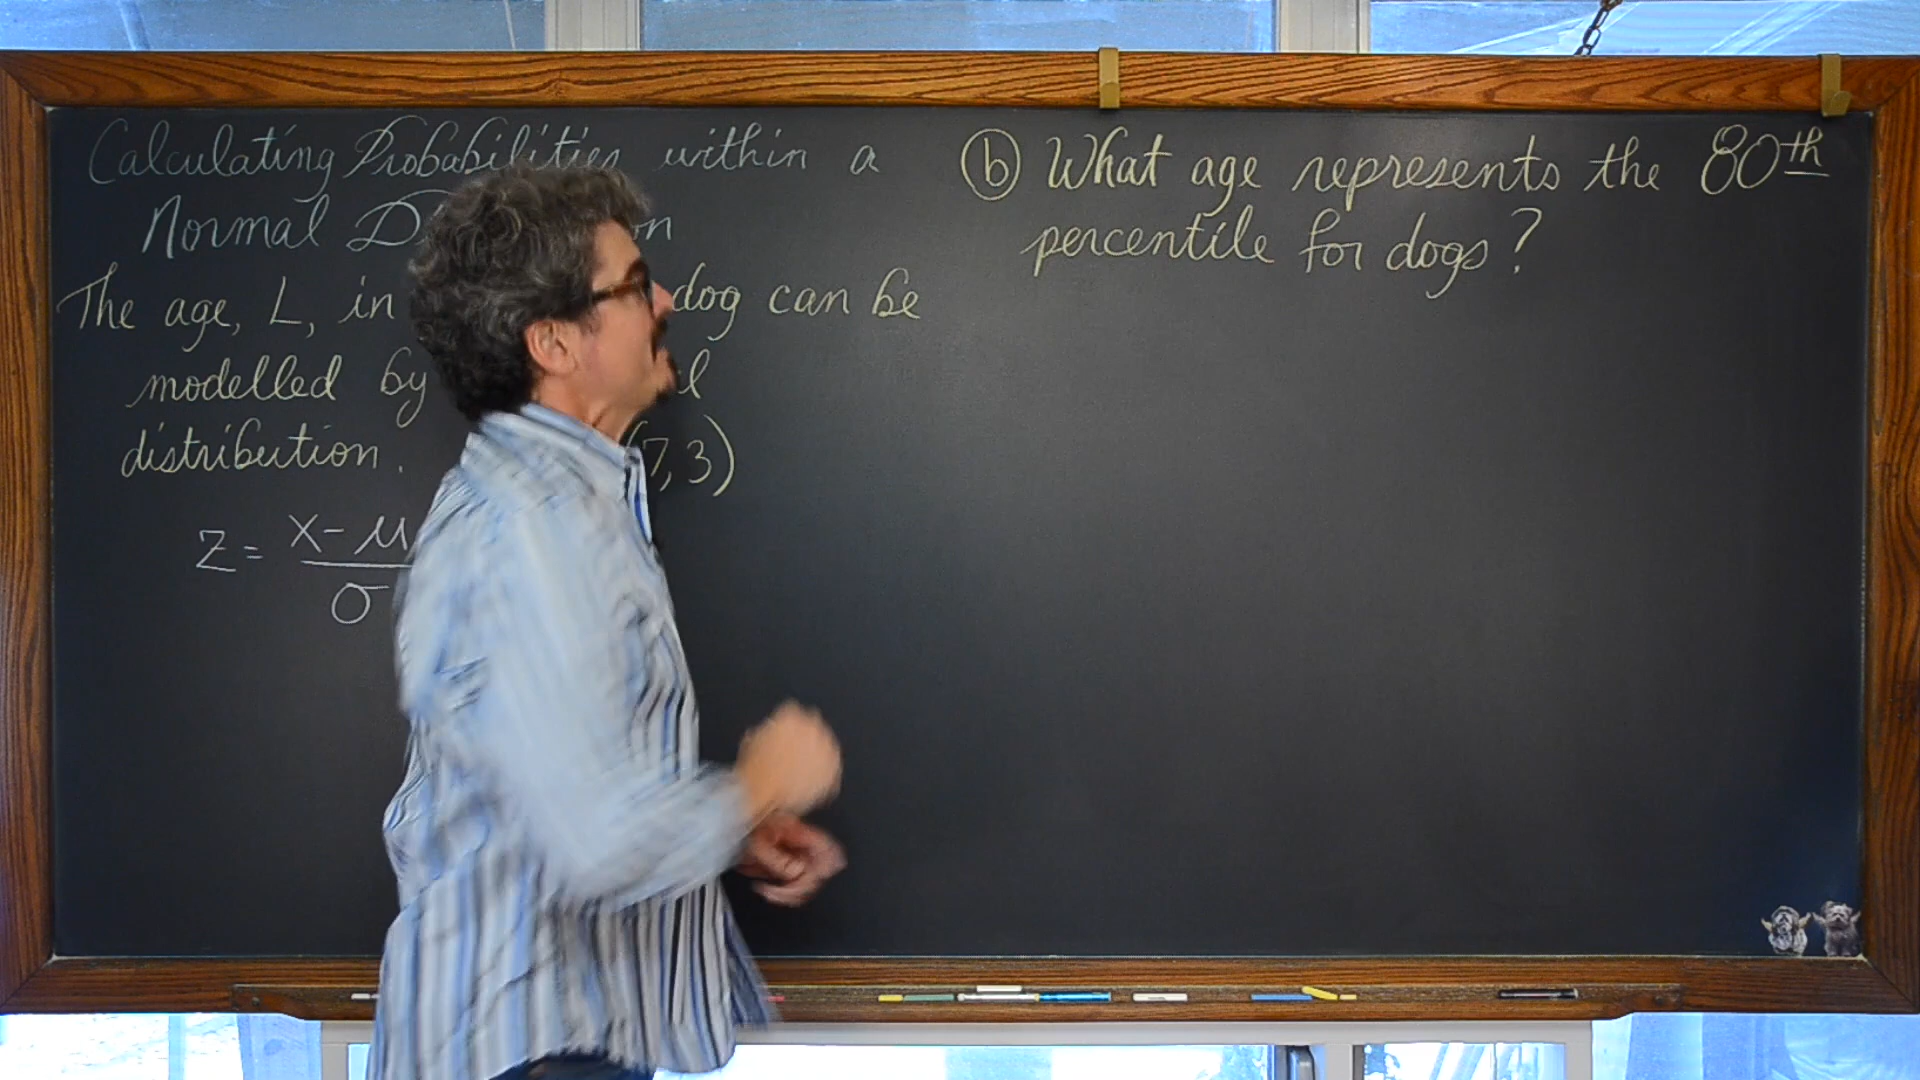 Calculating Probabilities within a
Normal
The age, L, in dog can be
modelled by
distribution. 7, 3)
z = x - μ
σ
ⓑ What age represents the 80th
percentile for dogs?